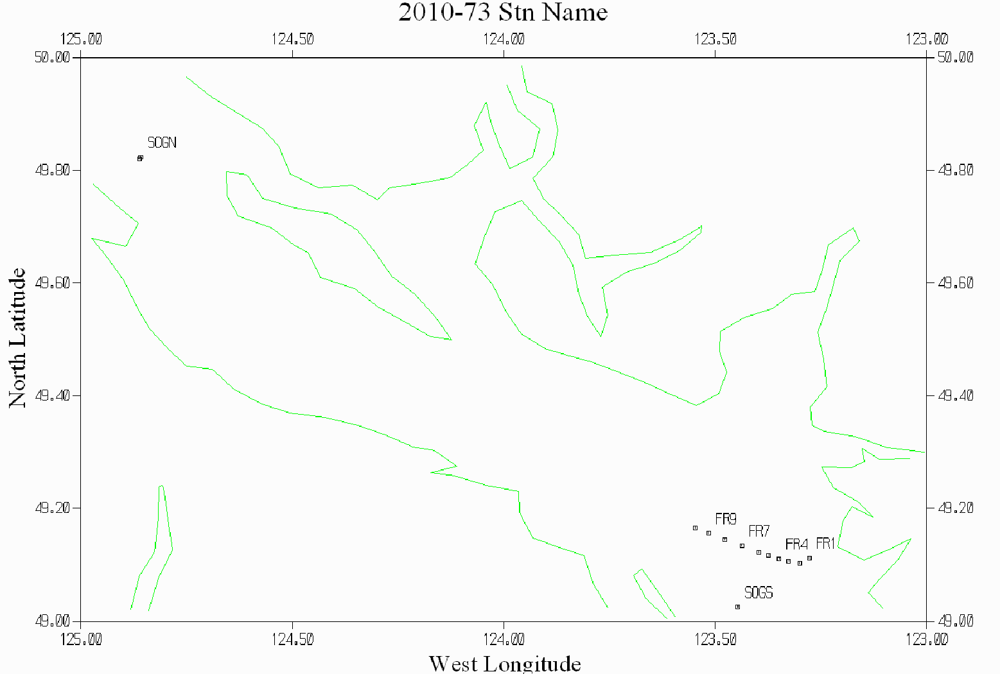 2010-73 Stn Name
125.00 124.50 124.00 123.50 123.00
50.00 50.00
SOGN
49.80 49.80
49.60 49.60
North Latitude
49.40 49.40
49.20 49.20
FR9
FR7
FR4 FR1
SOGS
49.00 49.00
125.00 124.50 124.00 123.50 123.00
West Longitude